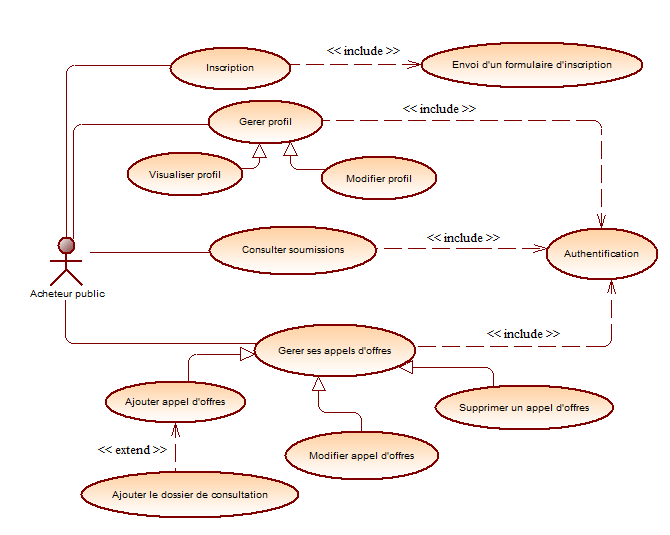 << include >>
Inscription
Envoi d'un formulaire d'inscription
<< include >>
Gerer profil
Visualiser profil
Modifier profil
<< include >>
Consulter soumissions
Authentification
Acheteur public
<< include >>
Gerer ses appels d'offres
Ajouter appel d'offres
Supprimer un appel d'offres
<< extend >>
Modifier appel d'offres
Ajouter le dossier de consultation